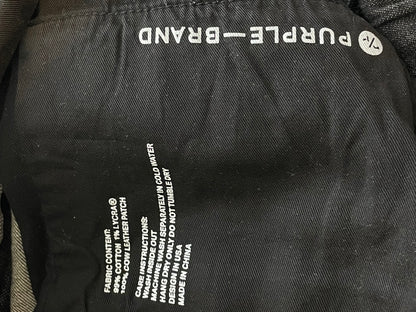 PURPLE—BRAND
FABRIC CONTENT:
99% COTTON 1% LYCRA®
100% COW LEATHER PATCH
CARE INSTRUCTIONS:
WASH INSIDE OUT
MACHINE WASH SEPARATELY IN COLD WATER
HANG DRY ONLY DO NOT TUMBLE DRY
DESIGN IN USA
MADE IN CHINA